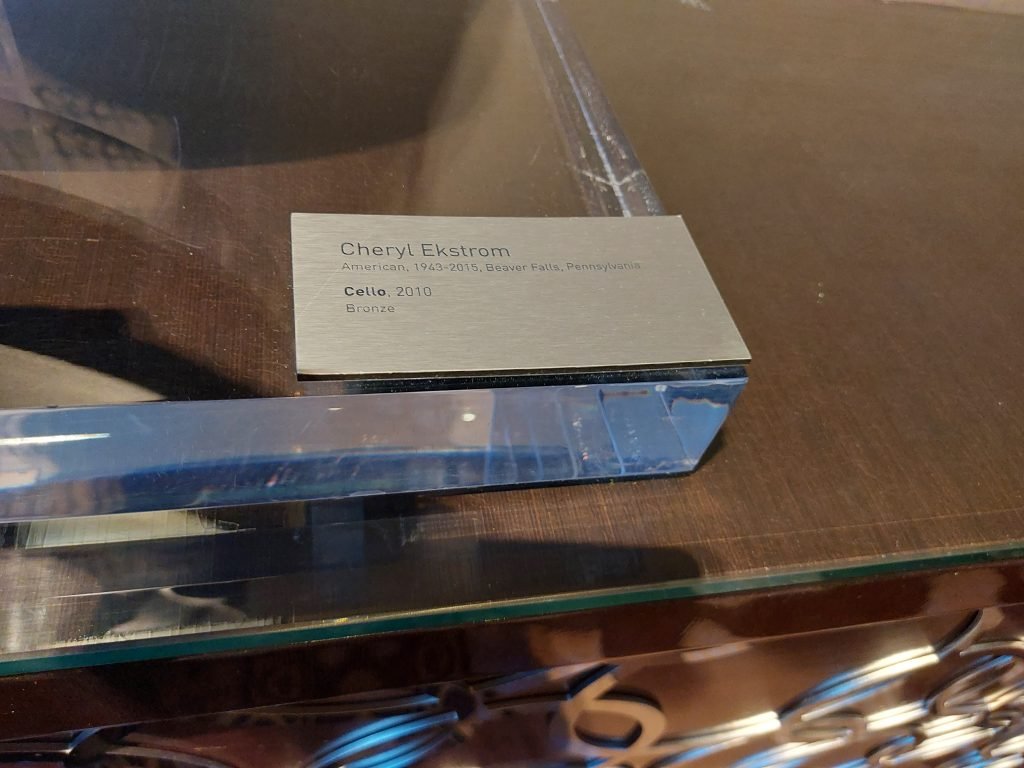 Cheryl Ekstrom
American, 1943-2015, Beaver Falls, Pennsylvania
Cello, 2010
Bronze